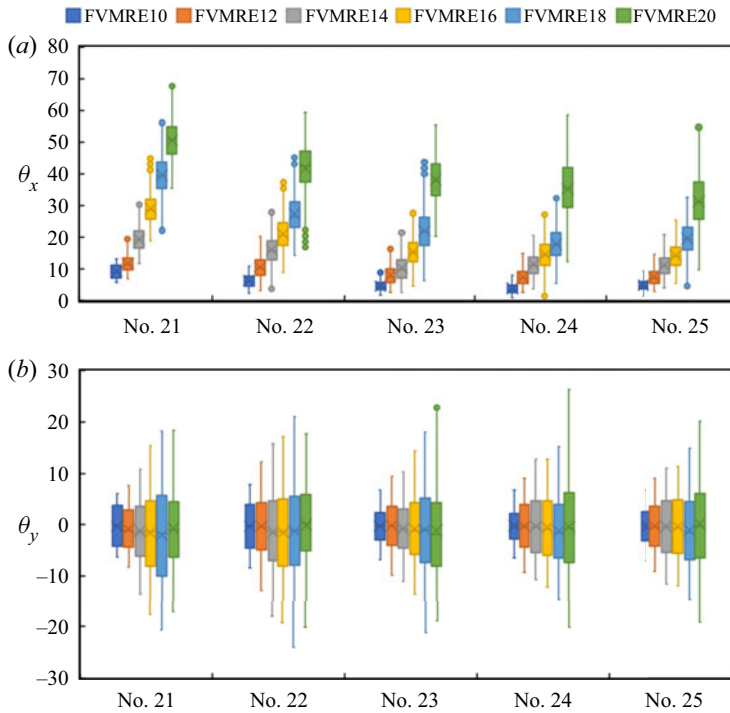 FVMRE10 FVMRE12 FVMRE14 FVMRE16 FVMRE18 FVMRE20
(a) 80
70
60
50
θx 40
30
20
10
0
No. 21 No. 22 No. 23 No. 24 No. 25
(b) 30
20
10
θy 0
–10
–20
–30
No. 21 No. 22 No. 23 No. 24 No. 25